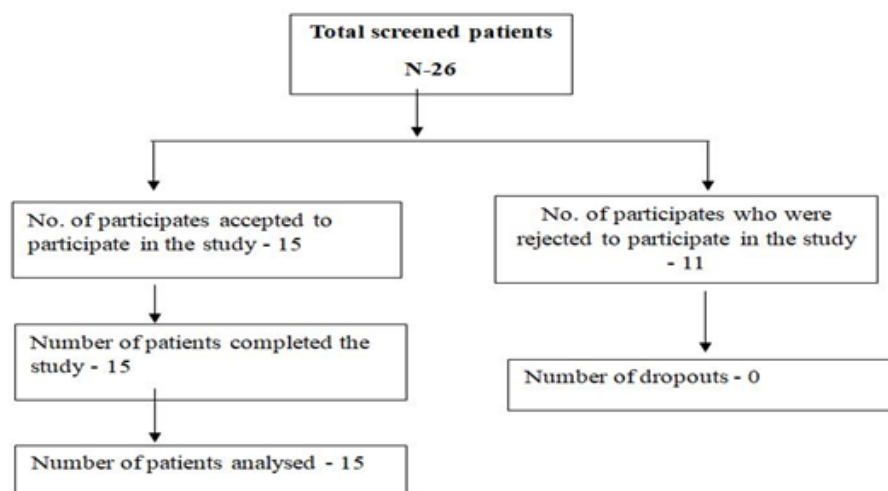 Total screened patients
N-26
No. of participates accepted to
participate in the study - 15
No. of participates who were
rejected to participate in the study
- 11
Number of patients completed the
study - 15
Number of dropouts - 0
Number of patients analysed - 15